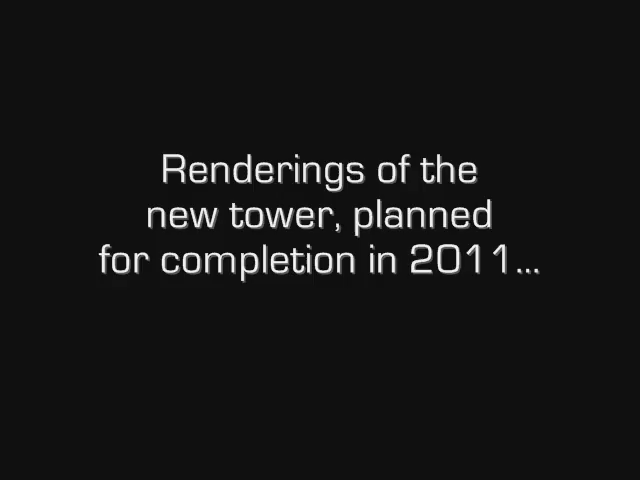 Renderings of the
new tower, planned
for completion in 2011...